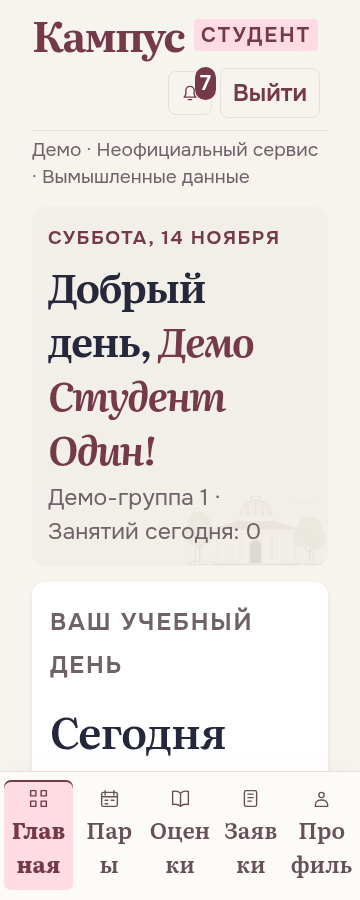 Кампус СТУДЕНТ
7
Выйти
Демо · Неофициальный сервис
· Вымышленные данные
СУББОТА, 14 НОЯБРЯ
Добрый
день, Демо
Студент
Один!
Демо-группа 1 ·
Занятий сегодня: 0
ВАШ УЧЕБНЫЙ
ДЕНЬ
Сегодня
Глав
ная
Пар
ы
Оцен
ки
Заяв
ки
Про
филь